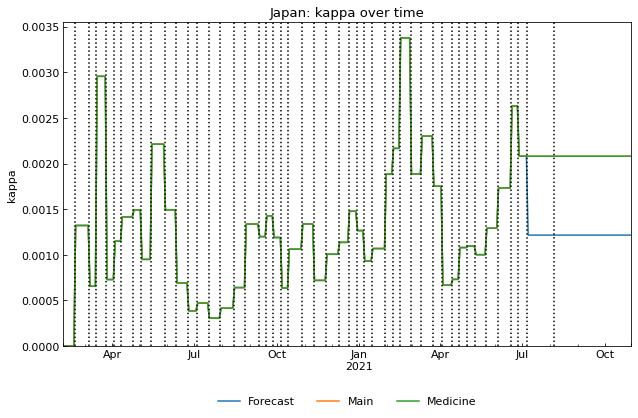 Japan: kappa over time
0.0035
0.0030
0.0025
0.0020
0.0015
0.0010
0.0005
0.0000
kappa
Apr Jul Oct Jan Apr Jul Oct
2021
Forecast Main Medicine